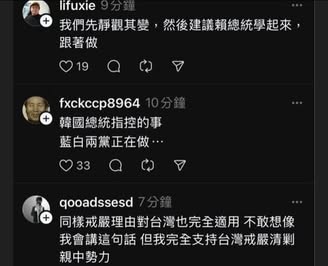 lifuxie 9分鐘
我們先靜觀其變，然後建議賴總統學起來，
跟著做
19
fxckccp8964 10分鐘
韓國總統指控的事
藍白兩黨正在做⋯
33
qooadssesd 7分鐘
同樣戒嚴理由對台灣也完全適用 不敢想像
我會講這句話 但我完全支持台灣戒嚴清剿
親中勢力